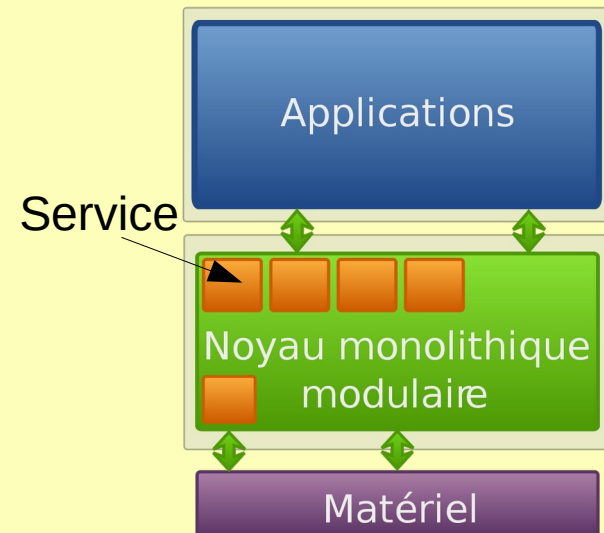 Applications
Service
Noyau monolithique
modulaire
Matériel